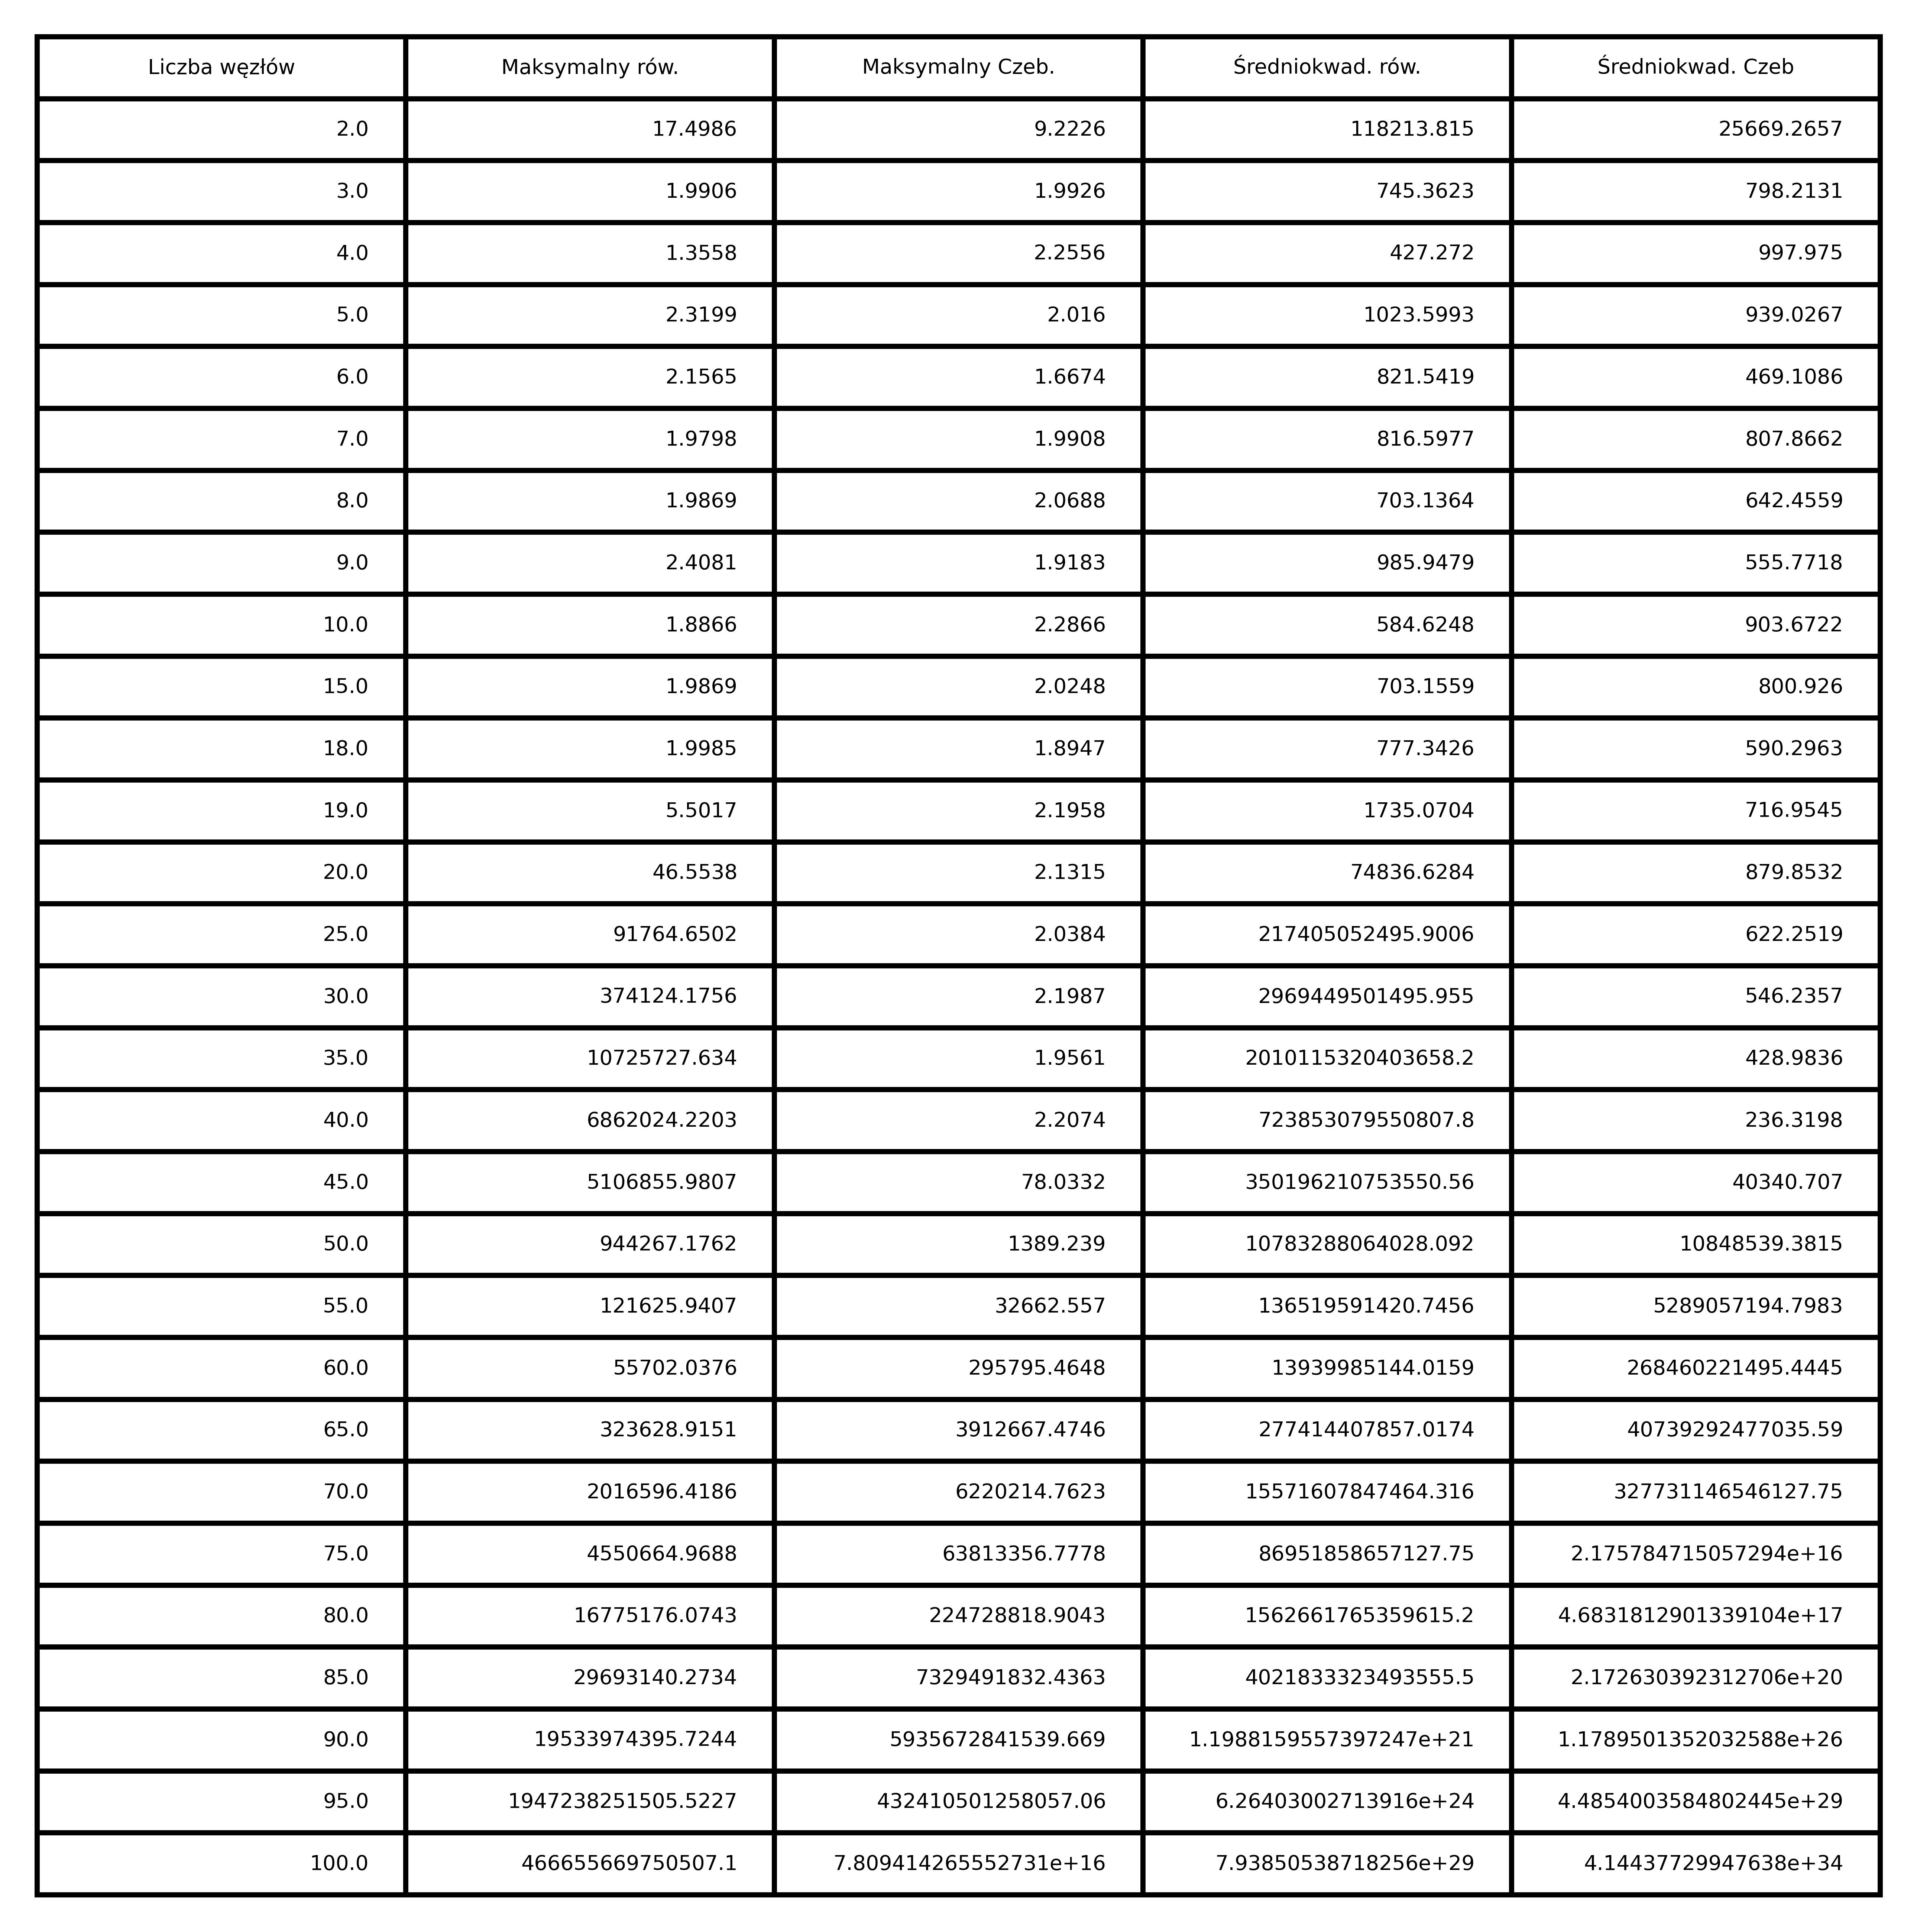 Liczba węzłów Maksymalny rów. Maksymalny Czeb. Średniokwad. rów. Średniokwad. Czeb
2.0 17.4986 9.2226 118213.815 25669.2657
3.0 1.9906 1.9926 745.3623 798.2131
4.0 1.3558 2.2556 427.272 997.975
5.0 2.3199 2.016 1023.5993 939.0267
6.0 2.1565 1.6674 821.5419 469.1086
7.0 1.9798 1.9908 816.5977 807.8662
8.0 1.9869 2.0688 703.1364 642.4559
9.0 2.4081 1.9183 985.9479 555.7718
10.0 1.8866 2.2866 584.6248 903.6722
15.0 1.9869 2.0248 703.1559 800.926
18.0 1.9985 1.8947 777.3426 590.2963
19.0 5.5017 2.1958 1735.0704 716.9545
20.0 46.5538 2.1315 74836.6284 879.8532
25.0 91764.6502 2.0384 217405052495.9006 622.2519
30.0 374124.1756 2.1987 2969449501495.955 546.2357
35.0 10725727.634 1.9561 2010115320403658.2 428.9836
40.0 6862024.2203 2.2074 723853079550807.8 236.3198
45.0 5106855.9807 78.0332 350196210753550.56 40340.707
50.0 944267.1762 1389.239 10783288064028.092 10848539.3815
55.0 121625.9407 32662.557 136519591420.7456 5289057194.7983
60.0 55702.0376 295795.4648 13939985144.0159 268460221495.4445
65.0 323628.9151 3912667.4746 277414407857.0174 40739292477035.59
70.0 2016596.4186 6220214.7623 15571607847464.316 327731146546127.75
75.0 4550664.9688 63813356.7778 86951858657127.75 2.175784715057294e+16
80.0 16775176.0743 224728818.9043 1562661765359615.2 4.6831812901339104e+17
85.0 29693140.2734 7329491832.4363 4021833323493555.5 2.172630392312706e+20
90.0 19533974395.7244 5935672841539.669 1.1988159557397247e+21 1.1789501352032588e+26
95.0 1947238251505.5227 432410501258057.06 6.26403002713916e+24 4.4854003584802445e+29
100.0 466655669750507.1 7.809414265552731e+16 7.93850538718256e+29 4.14437729947638e+34